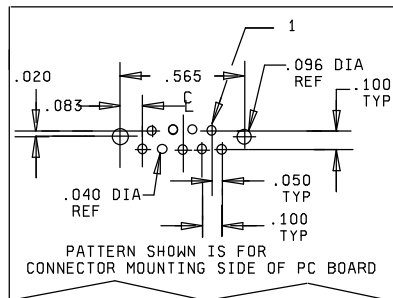 1
.020
.565
.096 DIA
REF
.100
TYP
.083
C
L
.040 DIA
REF
.050
TYP
.100
TYP
PATTERN SHOWN IS FOR
CONNECTOR MOUNTING SIDE OF PC BOARD